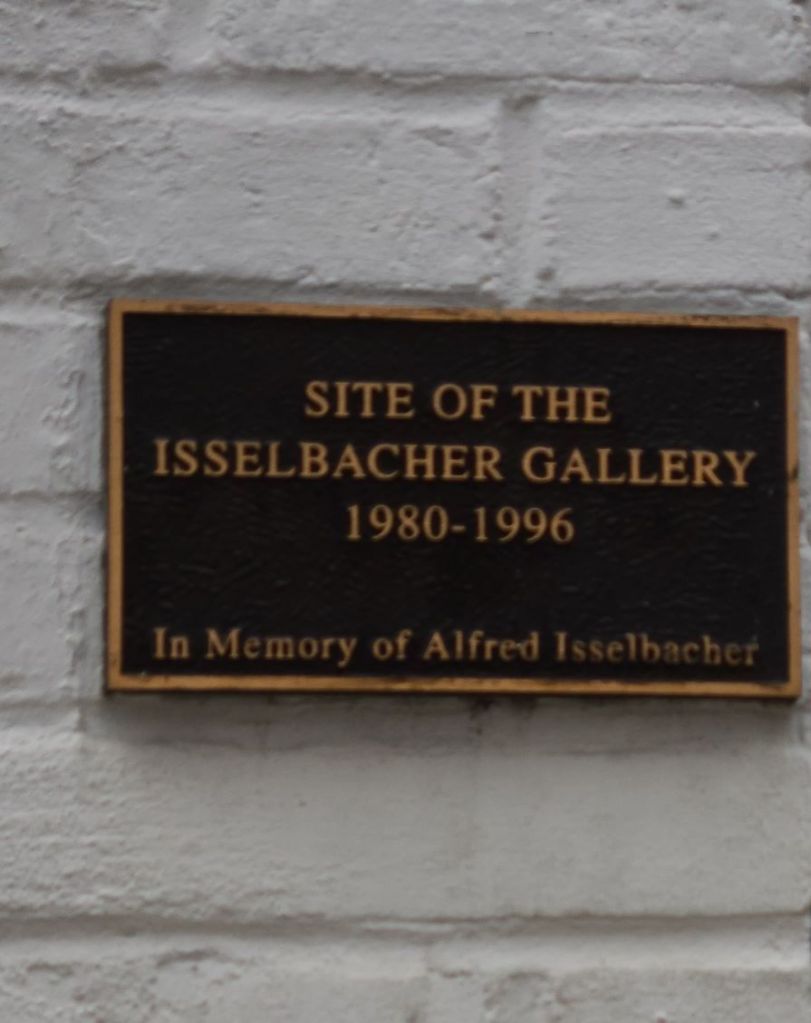 SITE OF THE
ISSELBACHER GALLERY
1980-1996
In Memory of Alfred Isselbacher